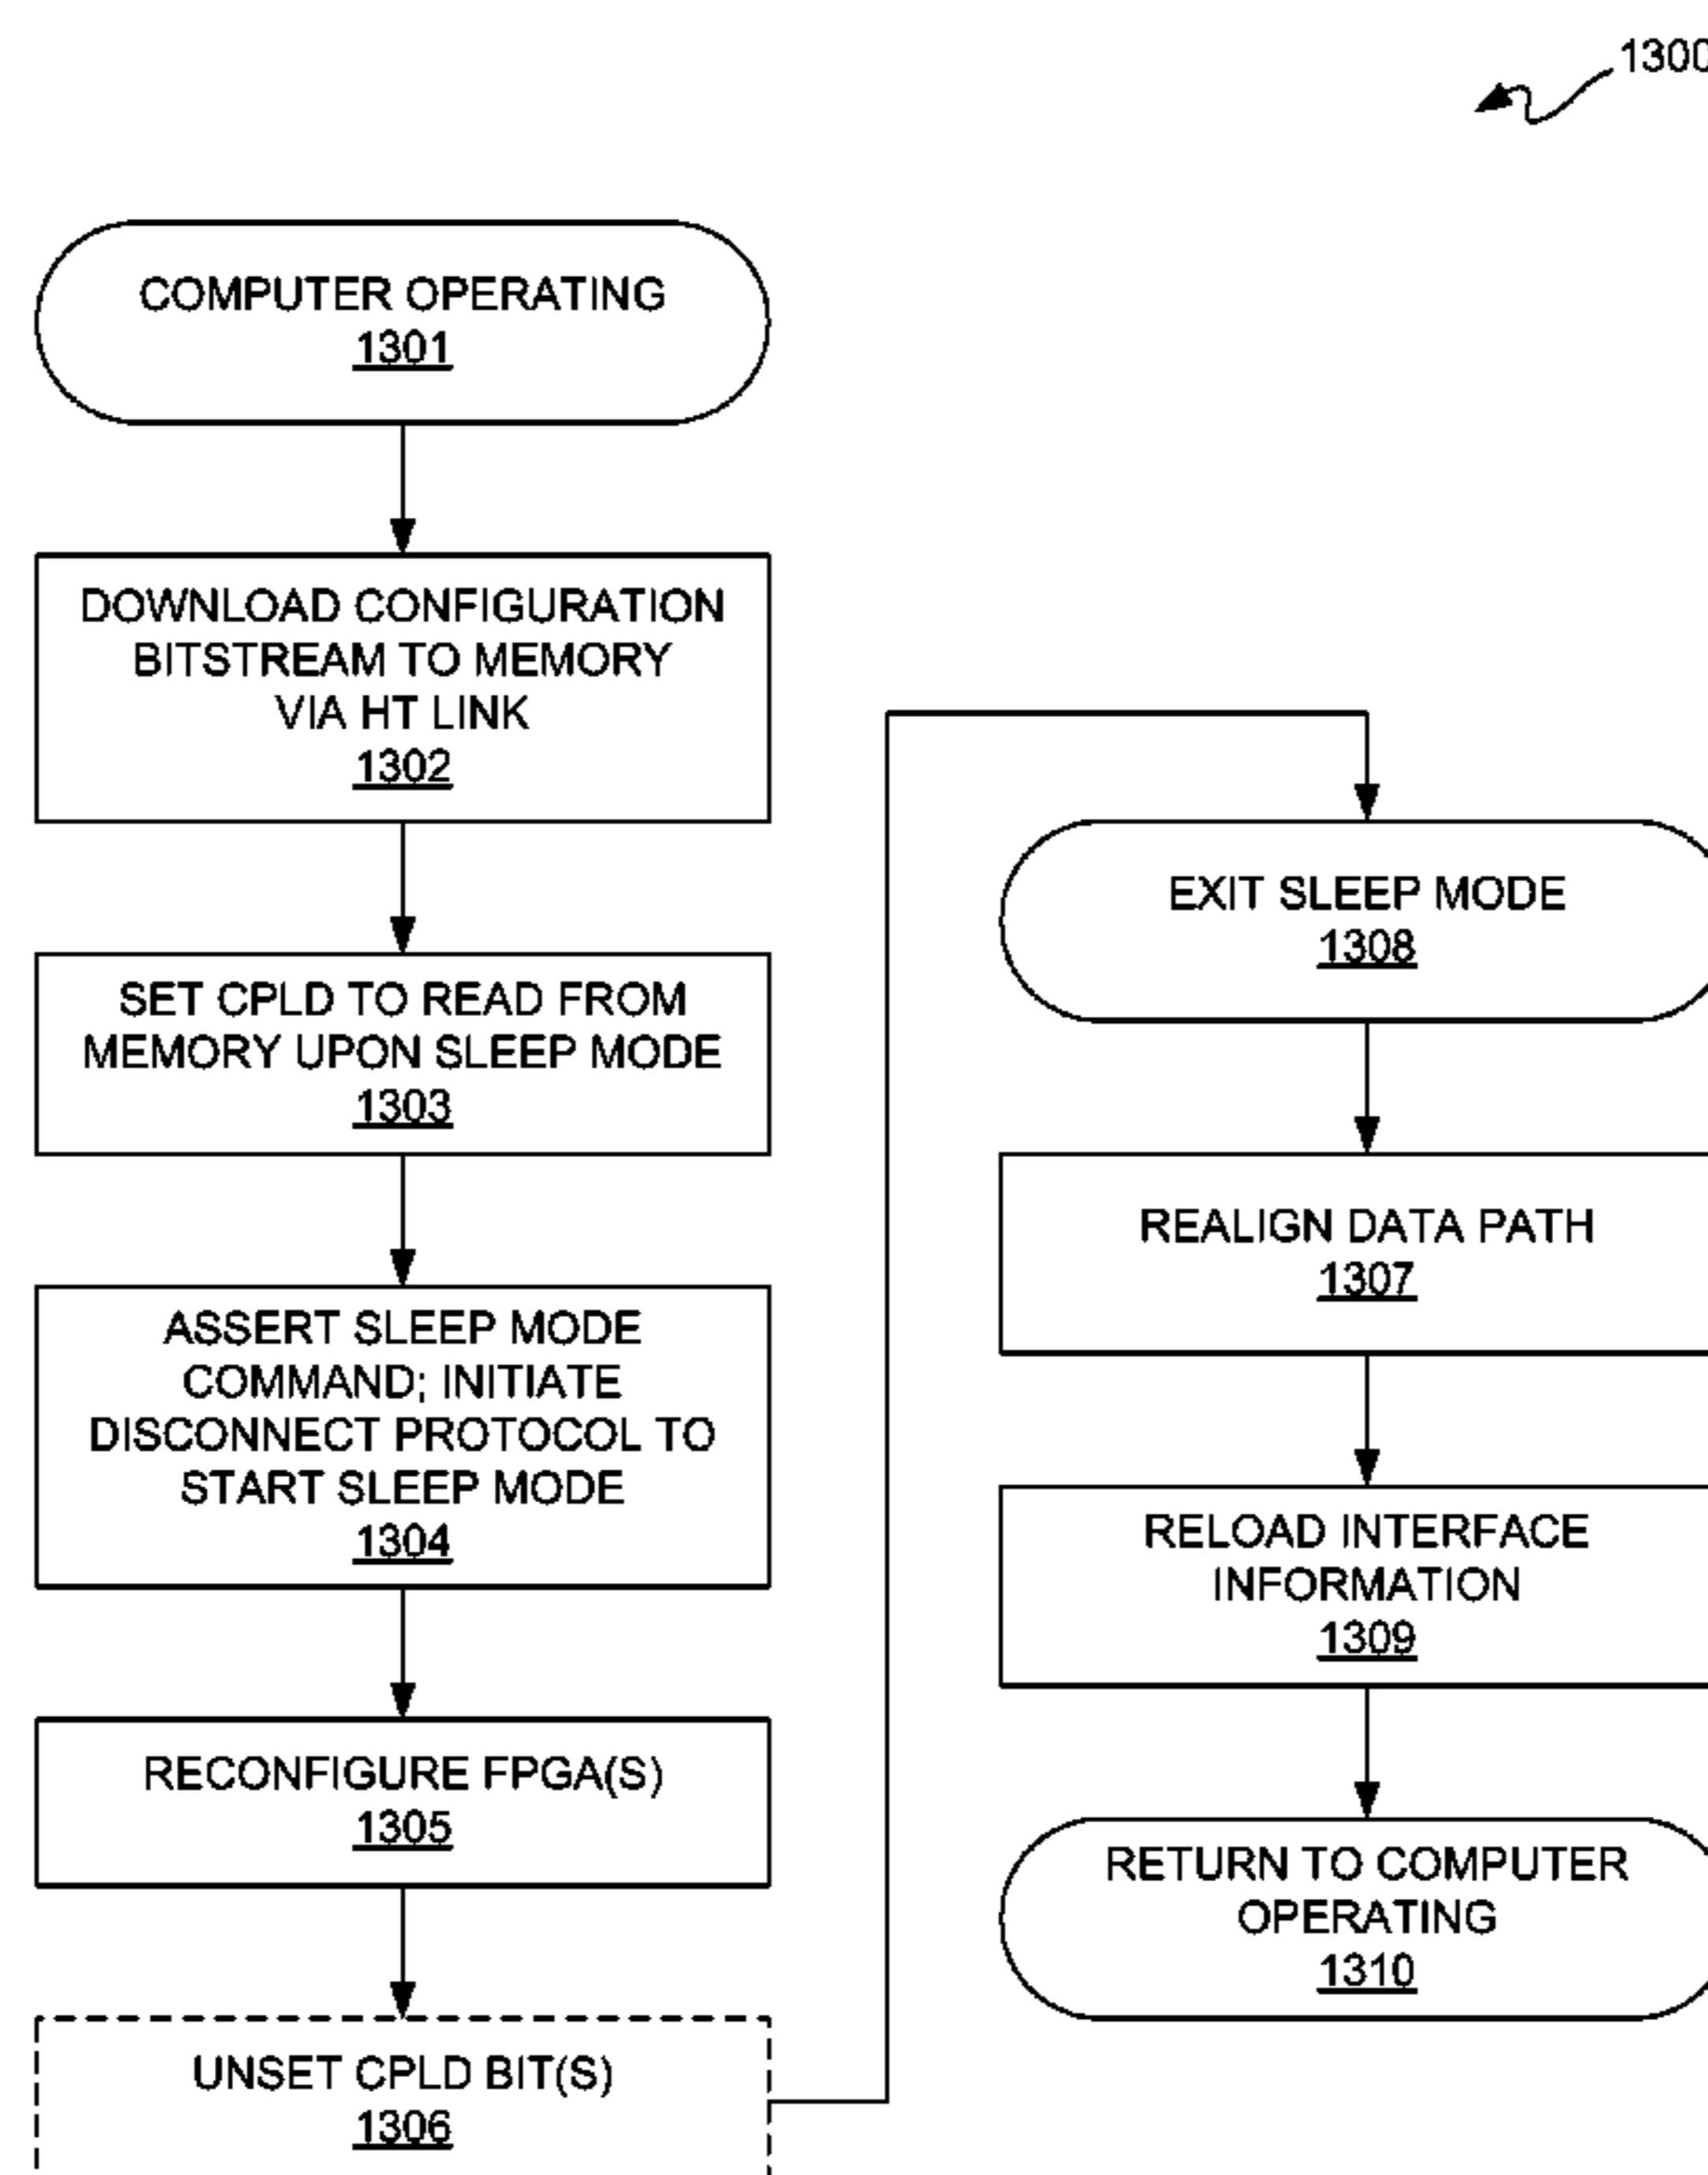 1300
COMPUTER OPERATING
1301
DOWNLOAD CONFIGURATION
BITSTREAM TO MEMORY
VIA HT LINK
1302
SET CPLD TO READ FROM
MEMORY UPON SLEEP MODE
1303
ASSERT SLEEP MODE
COMMAND; INITIATE
DISCONNECT PROTOCOL TO
START SLEEP MODE
1304
RECONFIGURE FPGA(S)
1305
UNSET CPLD BIT(S)
1306
EXIT SLEEP MODE
1308
REALIGN DATA PATH
1307
RELOAD INTERFACE
INFORMATION
1309
RETURN TO COMPUTER
OPERATING
1310